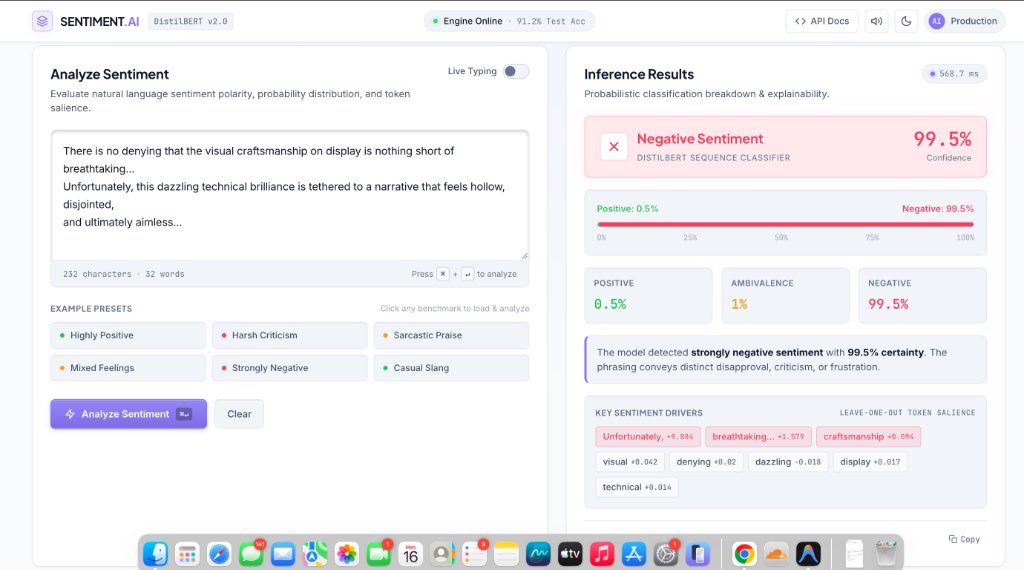 SENTIMENT.AI DistilBERT v2.0 Engine Online · 91.2% Test Acc <> API Docs AI Production
Analyze Sentiment
Live Typing
Evaluate natural language sentiment polarity, probability distribution, and token
salience.
There is no denying that the visual craftsmanship on display is nothing short of
breathtaking...
Unfortunately, this dazzling technical brilliance is tethered to a narrative that feels hollow,
disjointed,
and ultimately aimless...
232 characters · 32 words
Press ⌘ + ↵ to analyze
EXAMPLE PRESETS
Click any benchmark to load & analyze
Highly Positive
Harsh Criticism
Sarcastic Praise
Mixed Feelings
Strongly Negative
Casual Slang
Analyze Sentiment ⌘↵
Clear
Inference Results
568.7 ms
Probabilistic classification breakdown & explainability.
Negative Sentiment
DISTILBERT SEQUENCE CLASSIFIER
99.5%
Confidence
Positive: 0.5%
Negative: 99.5%
0% 25% 50% 75% 100%
POSITIVE
0.5%
AMBIVALENCE
1%
NEGATIVE
99.5%
The model detected strongly negative sentiment with 99.5% certainty. The
phrasing conveys distinct disapproval, criticism, or frustration.
KEY SENTIMENT DRIVERS
LEAVE-ONE-OUT TOKEN SALIENCE
Unfortunately, +9.884 breathtaking... +1.579 craftsmanship +0.094
visual +0.042 denying +0.02 dazzling -0.018 display +0.017
technical +0.014
Copy
141
1
Mon
16
3
tv
1